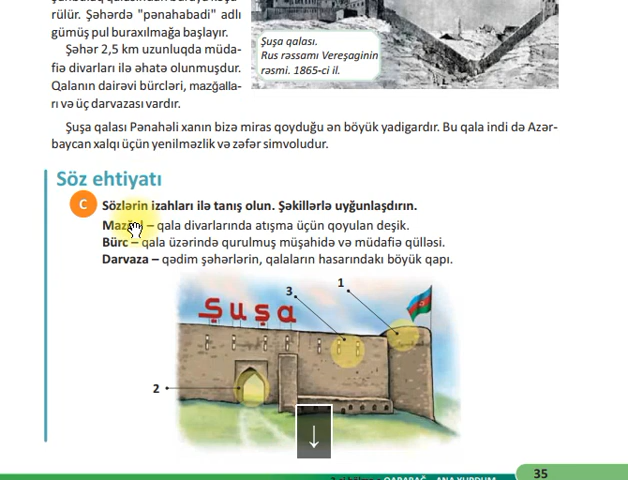 rülür. Şəhərdə "pənahabadi" adlı
gümüş pul buraxılmağa başlayır.
Şəhər 2,5 km uzunluqda müda-
fiə divarları ilə əhatə olunmuşdur.
Qalanın dairəvi bürcləri, mazğalla-
rı və üç darvazası vardır.
Şuşa qalası.
Rus rəssamı Vereşaginin
rəsmi. 1865-ci il.
Şuşa qalası Pənahəli xanın bizə miras qoyduğu ən böyük yadigardır. Bu qala indi də Azər-
baycan xalqı üçün yenilməzlik və zəfər simvoludur.
Söz ehtiyatı
C Sözlərin izahları ilə tanış olun. Şəkillərlə uyğunlaşdırın.
Mazğal – qala divarlarında atışma üçün qoyulan deşik.
Bürc – qala üzərində qurulmuş müşahidə və müdafiə qülləsi.
Darvaza – qədim şəhərlərin, qalaların hasarındakı böyük qapı.
Şuşa
3
1
2
35